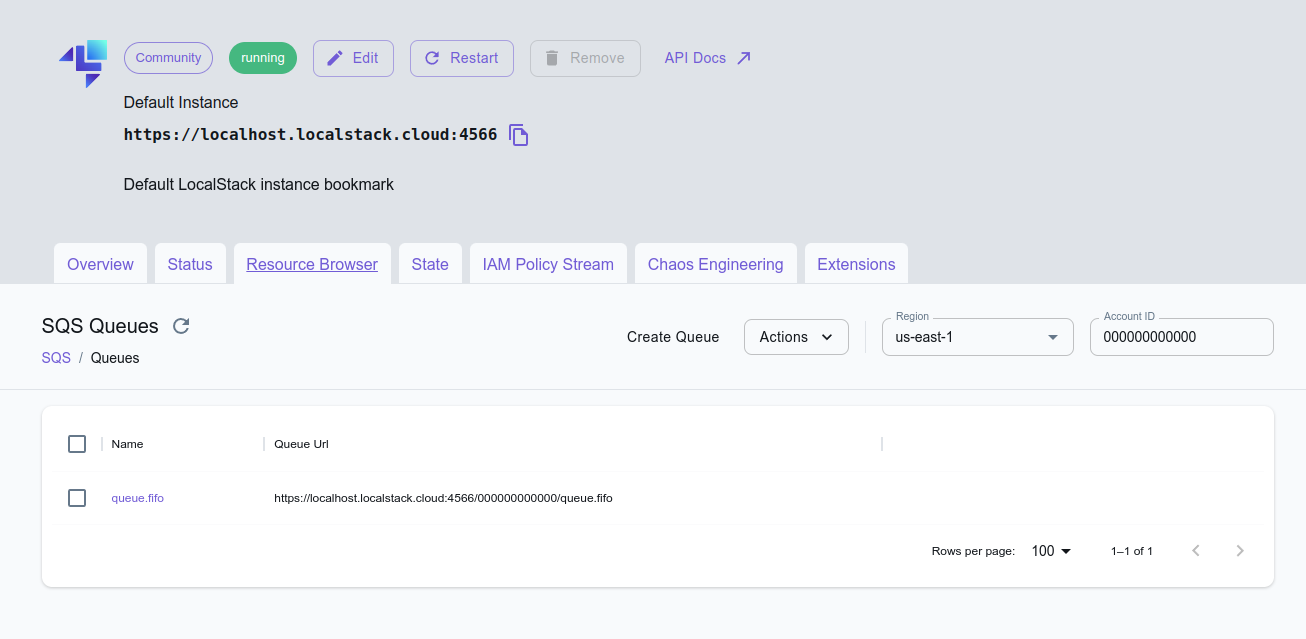 Community running Edit Restart Remove API Docs
Default Instance
https://localhost.localstack.cloud:4566
Default LocalStack instance bookmark
Overview Status Resource Browser State IAM Policy Stream Chaos Engineering Extensions
SQS Queues
SQS / Queues
Create Queue Actions
Region
us-east-1
Account ID
000000000000
Name Queue Url
queue.fifo https://localhost.localstack.cloud:4566/000000000000/queue.fifo
Rows per page: 100 1–1 of 1